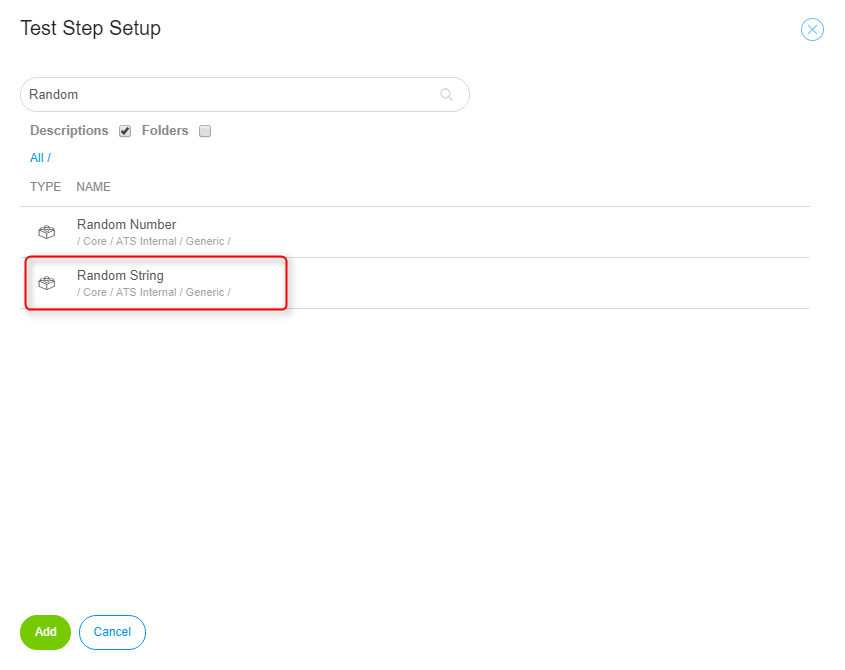 Test Step Setup
Random
Descriptions Folders
All /
TYPE NAME
Random Number
/ Core / ATS Internal / Generic /
Random String
/ Core / ATS Internal / Generic /
Add Cancel